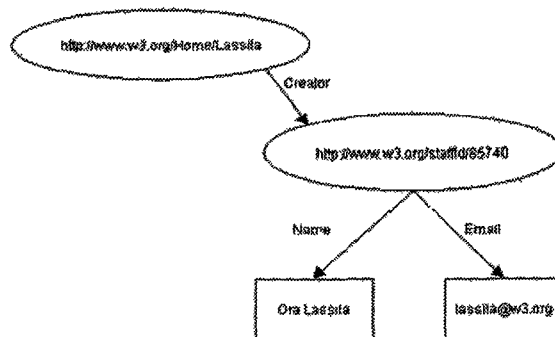 http://www.w3.org/Home/Lassila
Creator
http://www.w3.org/staffId/85740
Name
Email
Ora Lassila
lassila@w3.org